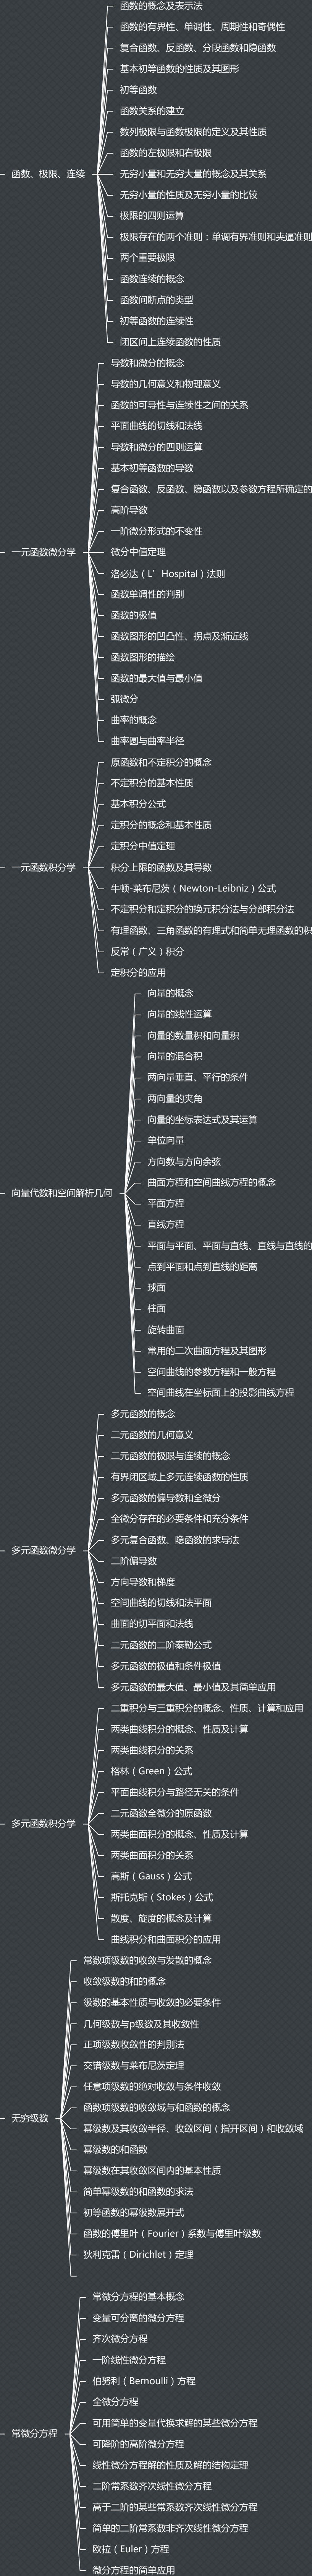 函数、极限、连续
函数的概念及表示法
函数的有界性、单调性、周期性和奇偶性
复合函数、反函数、分段函数和隐函数
基本初等函数的性质及其图形
初等函数
函数关系的建立
数列极限与函数极限的定义及其性质
函数的左极限和右极限
无穷小量和无穷大量的概念及其关系
无穷小量的性质及无穷小量的比较
极限的四则运算
极限存在的两个准则：单调有界准则和夹逼准则
两个重要极限
函数连续的概念
函数间断点的类型
初等函数的连续性
闭区间上连续函数的性质
一元函数微分学
导数和微分的概念
导数的几何意义和物理意义
函数的可导性与连续性之间的关系
平面曲线的切线和法线
导数和微分的四则运算
基本初等函数的导数
复合函数、反函数、隐函数以及参数方程所确定的
高阶导数
一阶微分形式的不变性
微分中值定理
洛必达（L’Hospital）法则
函数单调性的判别
函数的极值
函数图形的凹凸性、拐点及渐近线
函数图形的描绘
函数的最大值与最小值
弧微分
曲率的概念
曲率圆与曲率半径
一元函数积分学
原函数和不定积分的概念
不定积分的基本性质
基本积分公式
定积分的概念和基本性质
定积分中值定理
积分上限的函数及其导数
牛顿-莱布尼茨（Newton-Leibniz）公式
不定积分和定积分的换元积分法与分部积分法
有理函数、三角函数的有理式和简单无理函数的积
反常（广义）积分
定积分的应用
向量代数和空间解析几何
向量的概念
向量的线性运算
向量的数量积和向量积
向量的混合积
两向量垂直、平行的条件
两向量的夹角
向量的坐标表达式及其运算
单位向量
方向数与方向余弦
曲面方程和空间曲线方程的概念
平面方程
直线方程
平面与平面、平面与直线、直线与直线的
点到平面和点到直线的距离
球面
柱面
旋转曲面
常用的二次曲面方程及其图形
空间曲线的参数方程和一般方程
空间曲线在坐标面上的投影曲线方程
多元函数微分学
多元函数的概念
二元函数的几何意义
二元函数的极限与连续的概念
有界闭区域上多元连续函数的性质
多元函数的偏导数和全微分
全微分存在的必要条件和充分条件
多元复合函数、隐函数的求导法
二阶偏导数
方向导数和梯度
空间曲线的切线和法平面
曲面的切平面和法线
二元函数的二阶泰勒公式
多元函数的极值和条件极值
多元函数的最大值、最小值及其简单应用
多元函数积分学
二重积分与三重积分的概念、性质、计算和应用
两类曲线积分的概念、性质及计算
两类曲线积分的关系
格林（Green）公式
平面曲线积分与路径无关的条件
二元函数全微分的原函数
两类曲面积分的概念、性质及计算
两类曲面积分的关系
高斯（Gauss）公式
斯托克斯（Stokes）公式
散度、旋度的概念及计算
曲线积分和曲面积分的应用
无穷级数
常数项级数的收敛与发散的概念
收敛级数的和的概念
级数的基本性质与收敛的必要条件
几何级数与p级数及其收敛性
正项级数收敛性的判别法
交错级数与莱布尼茨定理
任意项级数的绝对收敛与条件收敛
函数项级数的收敛域与和函数的概念
幂级数及其收敛半径、收敛区间（指开区间）和收敛域
幂级数的和函数
幂级数在其收敛区间内的基本性质
简单幂级数的和函数的求法
初等函数的幂级数展开式
函数的傅里叶（Fourier）系数与傅里叶级数
狄利克雷（Dirichlet）定理
常微分方程
常微分方程的基本概念
变量可分离的微分方程
齐次微分方程
一阶线性微分方程
伯努利（Bernoulli）方程
全微分方程
可用简单的变量代换求解的某些微分方程
可降阶的高阶微分方程
线性微分方程解的性质及解的结构定理
二阶常系数齐次线性微分方程
高于二阶的某些常系数齐次线性微分方程
简单的二阶常系数非齐次线性微分方程
欧拉（Euler）方程
微分方程的简单应用